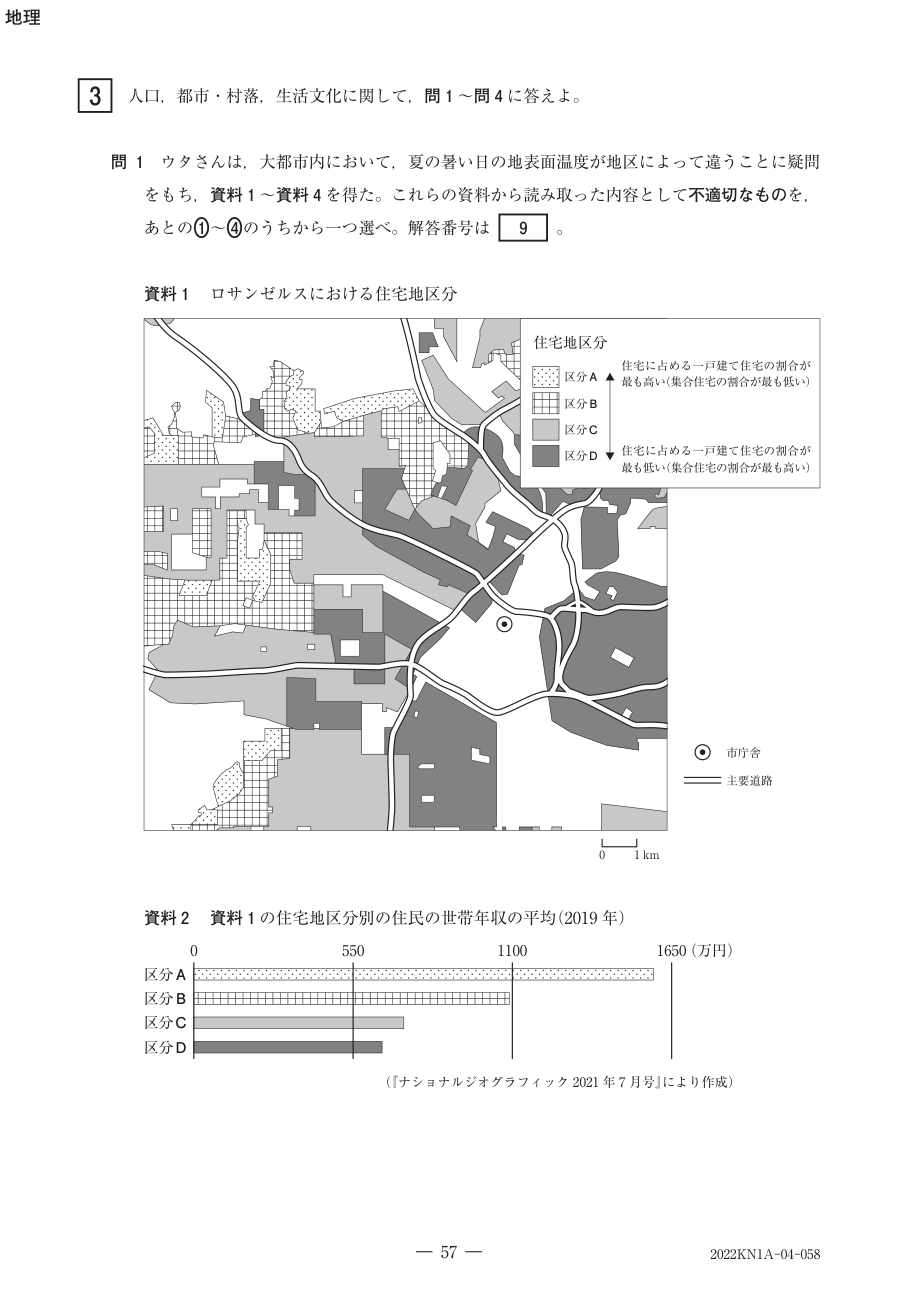 地理
3 人口，都市・村落，生活文化に関して，問1～問4に答えよ。
問1 ウタさんは，大都市内において，夏の暑い日の地表面温度が地区によって違うことに疑問
をもち，資料1～資料4を得た。これらの資料から読み取った内容として不適切なものを，
あとの①～④のうちから一つ選べ。解答番号は 9 。
資料1 ロサンゼルスにおける住宅地区分
住宅地区分
区分A
区分B
区分C
区分D
住宅に占める一戸建て住宅の割合が
最も高い（集合住宅の割合が最も低い）
住宅に占める一戸建て住宅の割合が
最も低い（集合住宅の割合が最も高い）
市庁舎
主要道路
0 1 km
資料2 資料1の住宅地区分別の住民の世帯年収の平均（2019年）
0 550 1100 1650（万円）
区分A
区分B
区分C
区分D
（『ナショナルジオグラフィック2021年7月号』により作成）
― 57 ―
2022KN1A-04-058